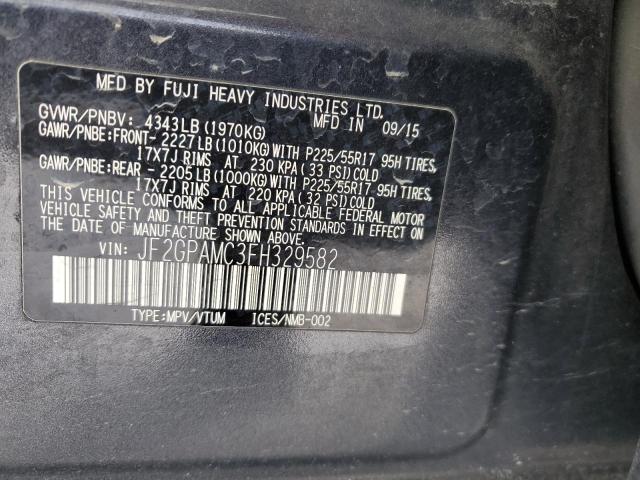 MFD BY FUJI HEAVY INDUSTRIES LTD.
GVWR/PNBV: 4343LB (1970KG) MFD IN 09/15
GAWR/PNBE:FRONT- 2227LB (1010KG) WITH P225/55R17 95H TIRES,
17X7J RIMS AT 230 KPA (33 PSI) COLD
GAWR/PNBE:REAR - 2205LB (1000KG) WITH P225/55R17 95H TIRES,
17X7J RIMS AT 220 KPA (32 PSI) COLD
THIS VEHICLE CONFORMS TO ALL APPLICABLE FEDERAL MOTOR
VEHICLE SAFETY AND THEFT PREVENTION STANDARDS IN EFFECT ON
THE DATE OF MANUFACTURE SHOWN ABOVE.
VIN: JF2GPAMC3FH329582
TYPE:MPV/VTUM ICES/NMB-002